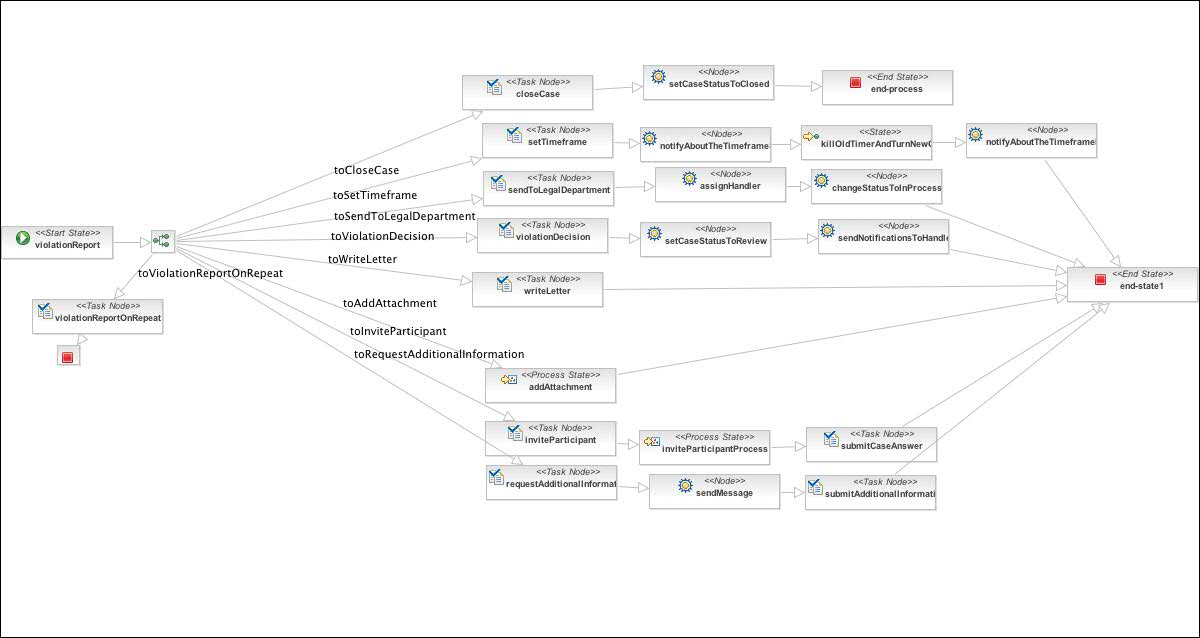 <<Task Node>>
closeCase
<<Node>>
setCaseStatusToClosed
<<End State>>
end-process
<<Task Node>>
setTimeframe
<<Node>>
notifyAboutTheTimeframe
<<State>>
killOldTimerAndTurnNew
<<Node>>
notifyAboutTheTimeframe
toCloseCase
<<Task Node>>
sendToLegalDepartment
<<Node>>
assignHandler
<<Node>>
changeStatusToInProcess
toSetTimeframe
toSendToLegalDepartment
<<Start State>>
violationReport
toViolationDecision
<<Task Node>>
violationDecision
<<Node>>
setCaseStatusToReview
<<Node>>
sendNotificationsToHandle
toWriteLetter
toViolationReportOnRepeat
<<Task Node>>
writeLetter
<<End State>>
end-state1
<<Task Node>>
violationReportOnRepeat
toAddAttachment
toInviteParticipant
toRequestAdditionalInformation
<<Process State>>
addAttachment
<<Task Node>>
inviteParticipant
<<Process State>>
inviteParticipantProcess
<<Task Node>>
submitCaseAnswer
<<Task Node>>
requestAdditionalInformat
<<Node>>
sendMessage
<<Task Node>>
submitAdditionalInformati